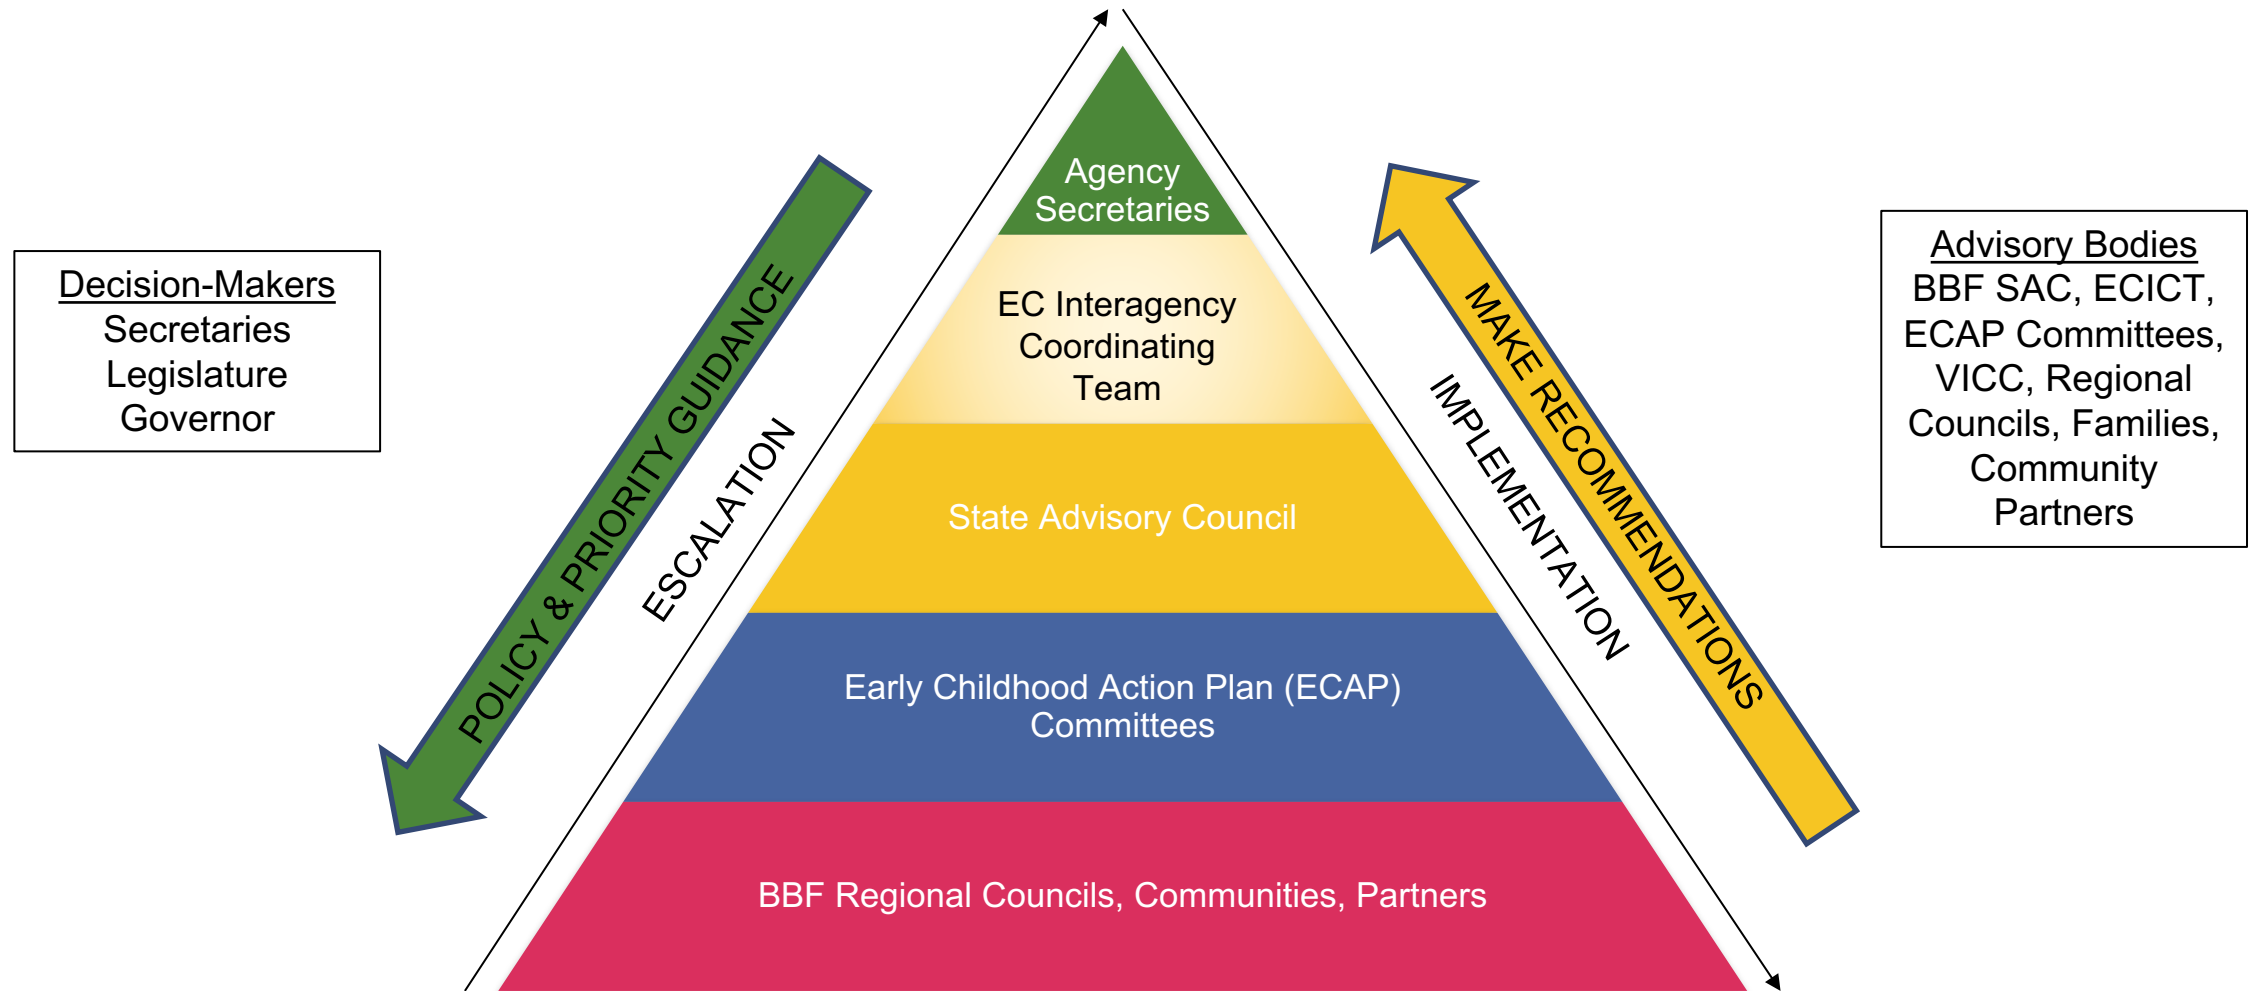 Decision-Makers
Secretaries
Legislature
Governor
POLICY & PRIORITY GUIDANCE
ESCALATION
Agency
Secretaries
EC Interagency
Coordinating
Team
State Advisory Council
Early Childhood Action Plan (ECAP)
Committees
BBF Regional Councils, Communities, Partners
IMPLEMENTATION
MAKE RECOMMENDATIONS
Advisory Bodies
BBF SAC, ECICT,
ECAP Committees,
VICC, Regional
Councils, Families,
Community
Partners